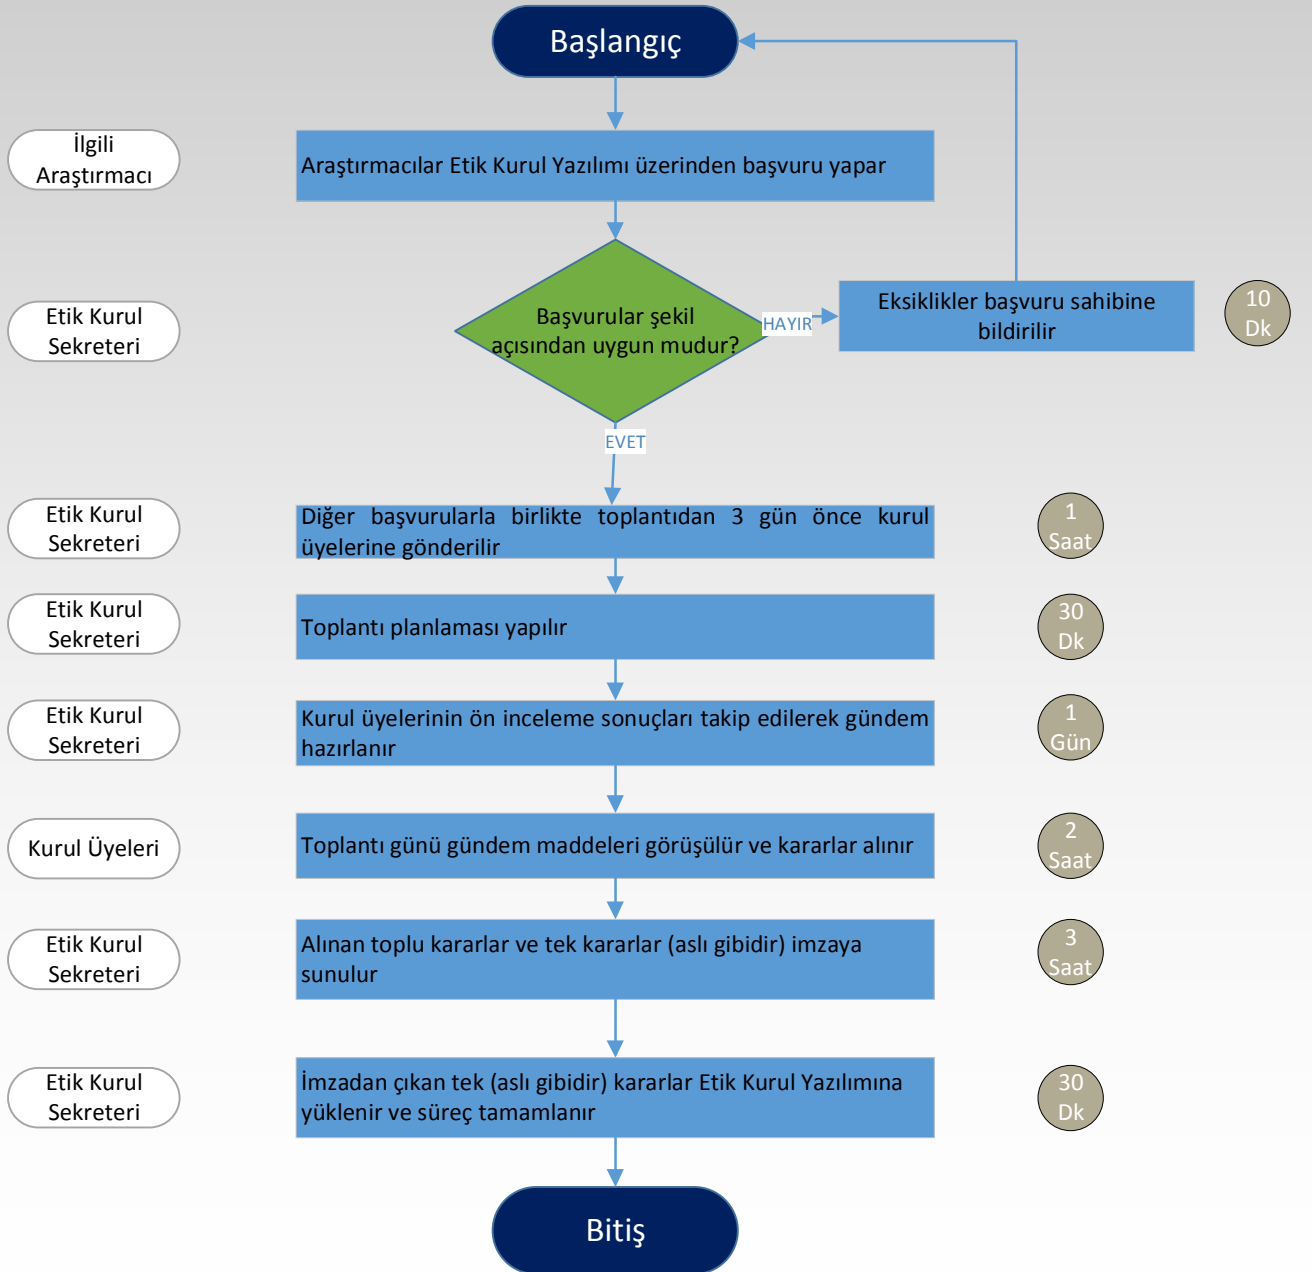 Başlangıç
İlgili
Araştırmacı
Araştırmacılar Etik Kurul Yazılımı üzerinden başvuru yapar
Etik Kurul
Sekreteri
Başvurular şekil
açısından uygun mudur?
HAYIR
Eksiklikler başvuru sahibine
bildirilir
10
Dk
EVET
Etik Kurul
Sekreteri
Diğer başvurularla birlikte toplantıdan 3 gün önce kurul
üyelerine gönderilir
1
Saat
Etik Kurul
Sekreteri
Toplantı planlaması yapılır
30
Dk
Etik Kurul
Sekreteri
Kurul üyelerinin ön inceleme sonuçları takip edilerek gündem
hazırlanır
1
Gün
Kurul Üyeleri
Toplantı günü gündem maddeleri görüşülür ve kararlar alınır
2
Saat
Etik Kurul
Sekreteri
Alınan toplu kararlar ve tek kararlar (aslı gibidir) imzaya
sunulur
3
Saat
Etik Kurul
Sekreteri
İmzadan çıkan tek (aslı gibidir) kararlar Etik Kurul Yazılımına
yüklenir ve süreç tamamlanır
30
Dk
Bitiş